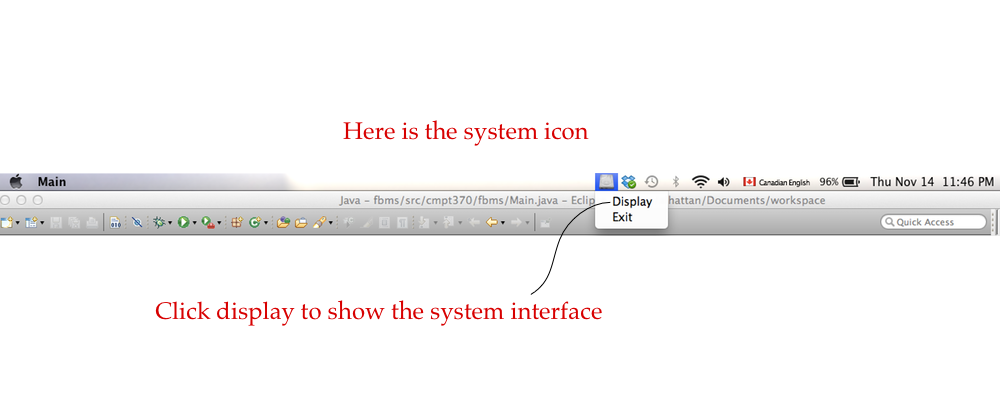 Here is the system icon
Main Canadian English 96% Thu Nov 14 11:46 PM
Java – fbms/src/cmpt370/fbms/Main.java – Eclip hattan/Documents/workspace
Display
Exit
010
Quick Access
Click display to show the system interface